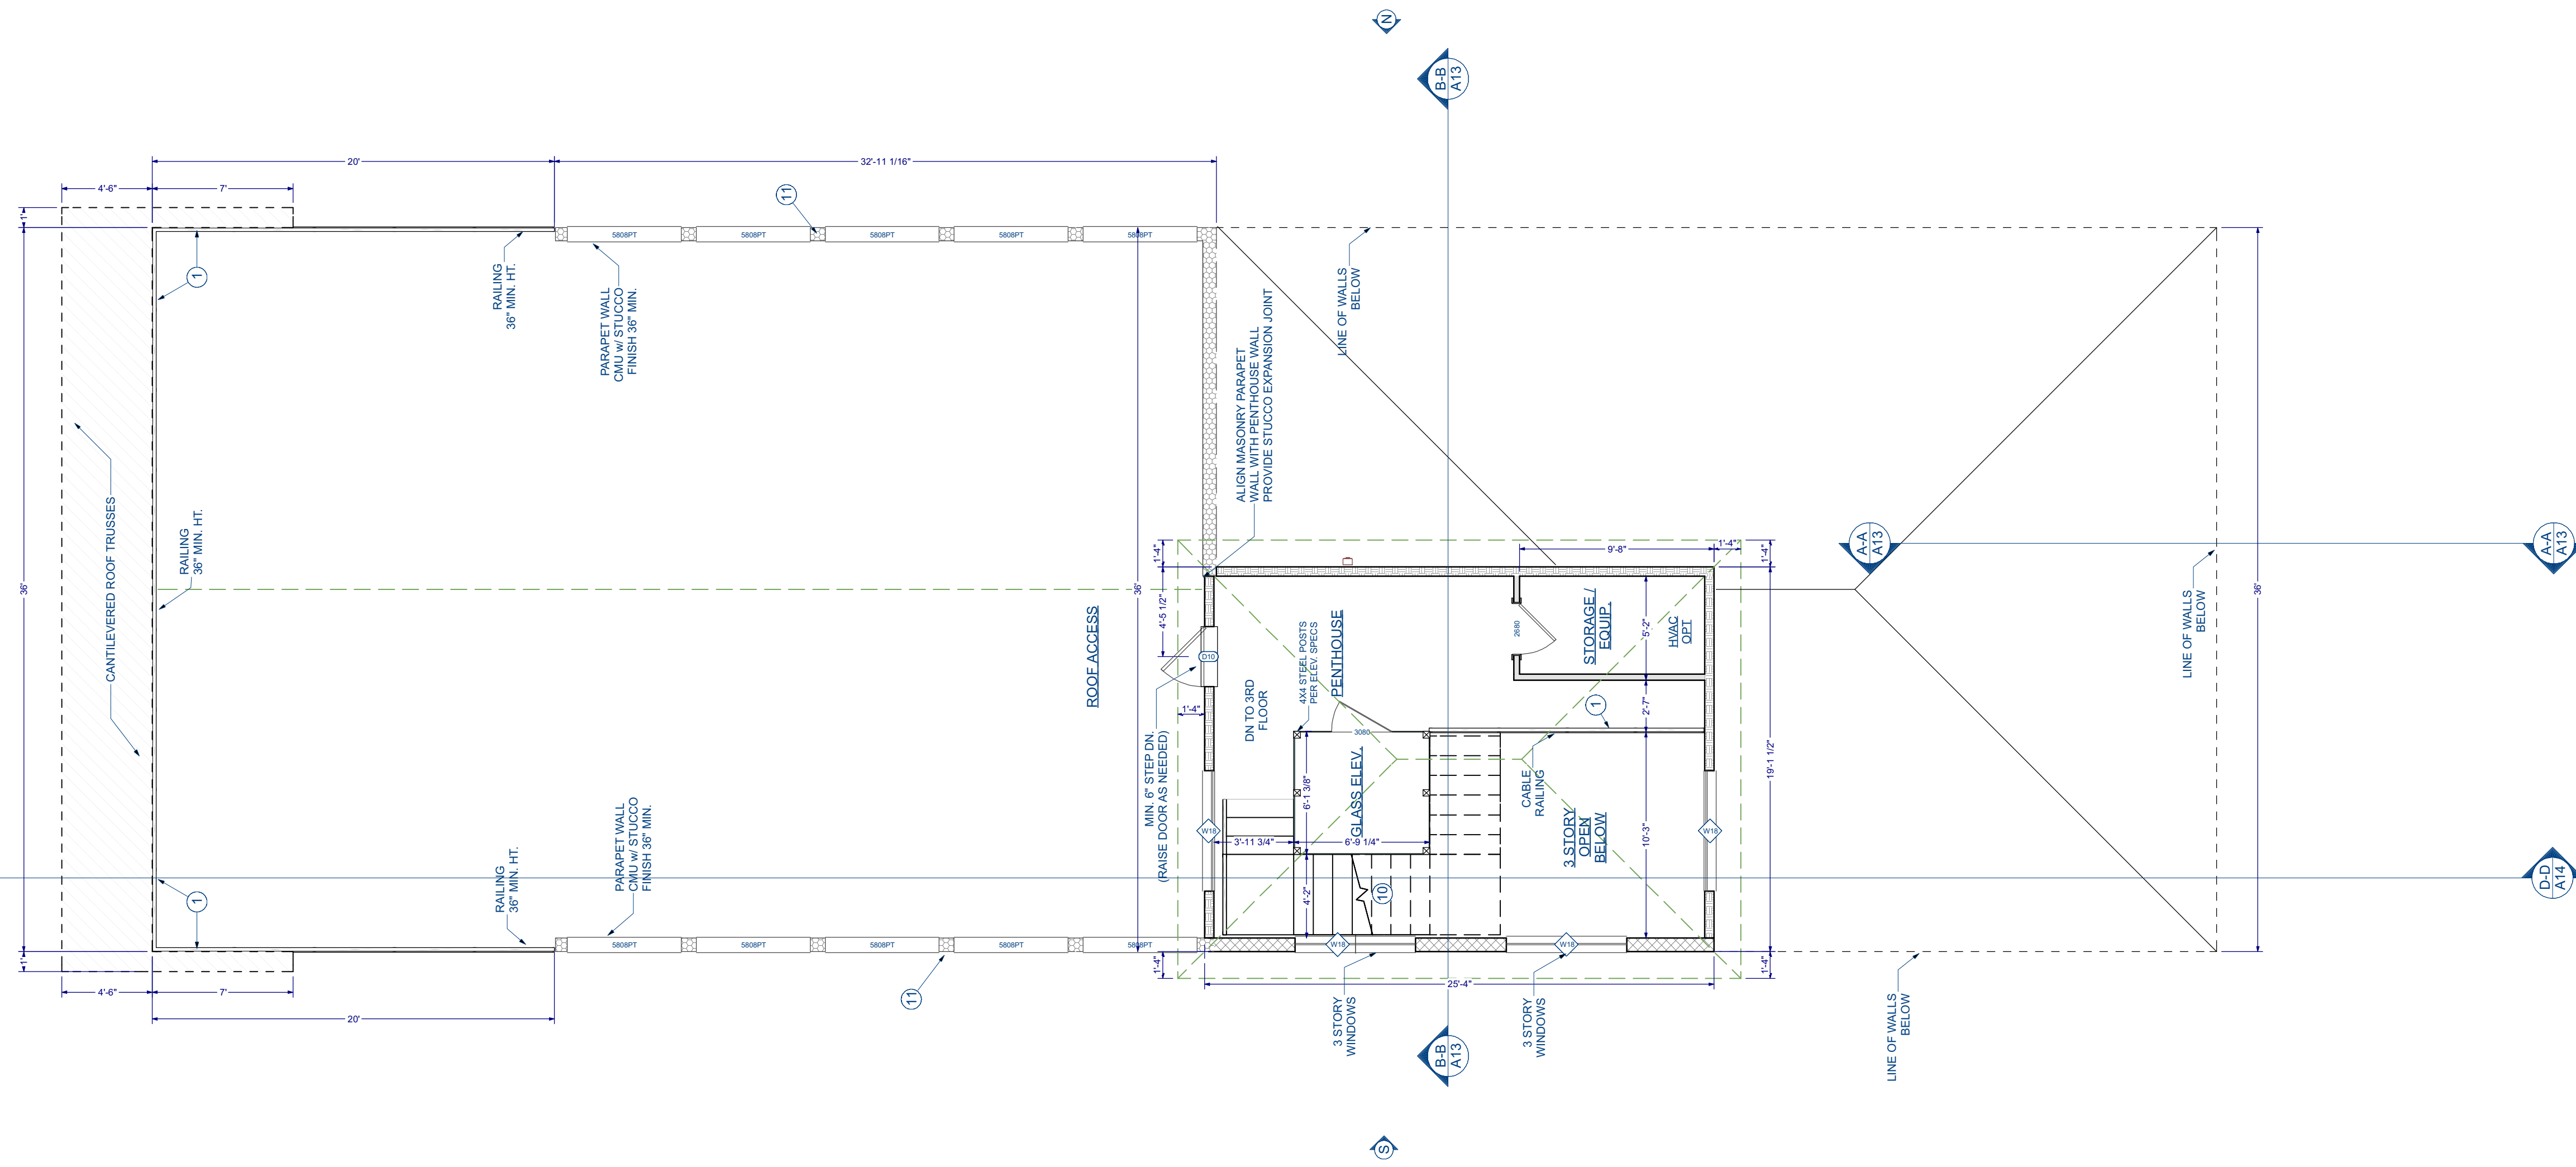 N
B-B
A13
20'
32'-11 1/16"
4'-6"
7'
11
1'
5808PT
5808PT
5808PT
5808PT
5808PT
1
RAILING
36" MIN. HT.
PARAPET WALL
CMU w/ STUCCO
FINISH 36" MIN.
LINE OF WALLS
BELOW
ALIGN MASONRY PARAPET
WALL WITH PENTHOUSE WALL
PROVIDE STUCCO EXPANSION JOINT
36'
CANTILEVERED ROOF TRUSSES
RAILING
36" MIN. HT.
ROOF ACCESS
36'
1'-4"
4'-5 1/2"
D10
MIN. 6" STEP DN.
(RAISE DOOR AS NEEDED)
1'-4"
DN TO 3RD
FLOOR
4X4 STEEL POSTS
PER ELEV. SPECS
PENTHOUSE
9'-8"
1'-4"
1'-4"
2680
STORAGE /
EQUIP.
5'-2"
HVAC
OPT
2'-7"
1
3080
GLASS ELEV.
6'-1 3/8"
3'-11 3/4"
6'-9 1/4"
CABLE
RAILING
3 STORY
OPEN
BELOW
10'-3"
19'-1 1/2"
W18
W18
4'-2"
10
W18
W18
1'-4"
1'-4"
25'-4"
3 STORY
WINDOWS
3 STORY
WINDOWS
A-A
A13
A-A
A13
LINE OF WALLS
BELOW
36'
D-D
A14
LINE OF WALLS
BELOW
1
RAILING
36" MIN. HT.
PARAPET WALL
CMU w/ STUCCO
FINISH 36" MIN.
5808PT
5808PT
5808PT
5808PT
5808PT
1'
4'-6"
7'
11
20'
B-B
A13
S